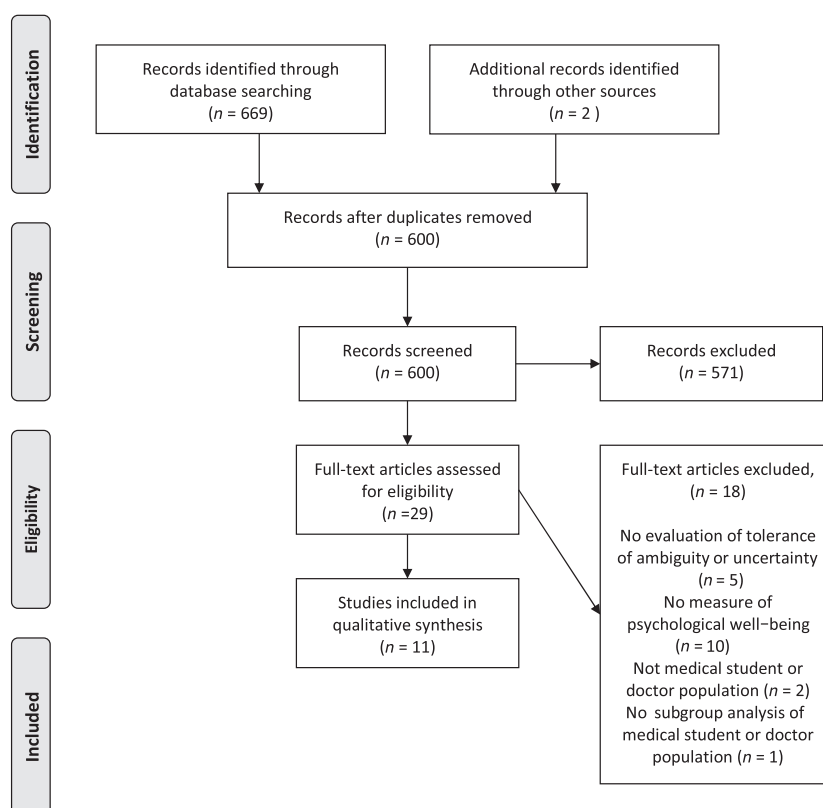 Identification
Records identified through
database searching
(n = 669)
Additional records identified
through other sources
(n = 2 )
Records after duplicates removed
(n = 600)
Screening
Records screened
(n = 600)
Records excluded
(n = 571)
Eligibility
Full-text articles assessed
for eligibility
(n =29)
Full-text articles excluded,
(n = 18)
No evaluation of tolerance
of ambiguity or uncertainty
(n = 5)
No measure of
psychological well−being
(n = 10)
Not medical student or
doctor population (n = 2)
No subgroup analysis of
medical student or doctor
population (n = 1)
Studies included in
qualitative synthesis
(n = 11)
Included